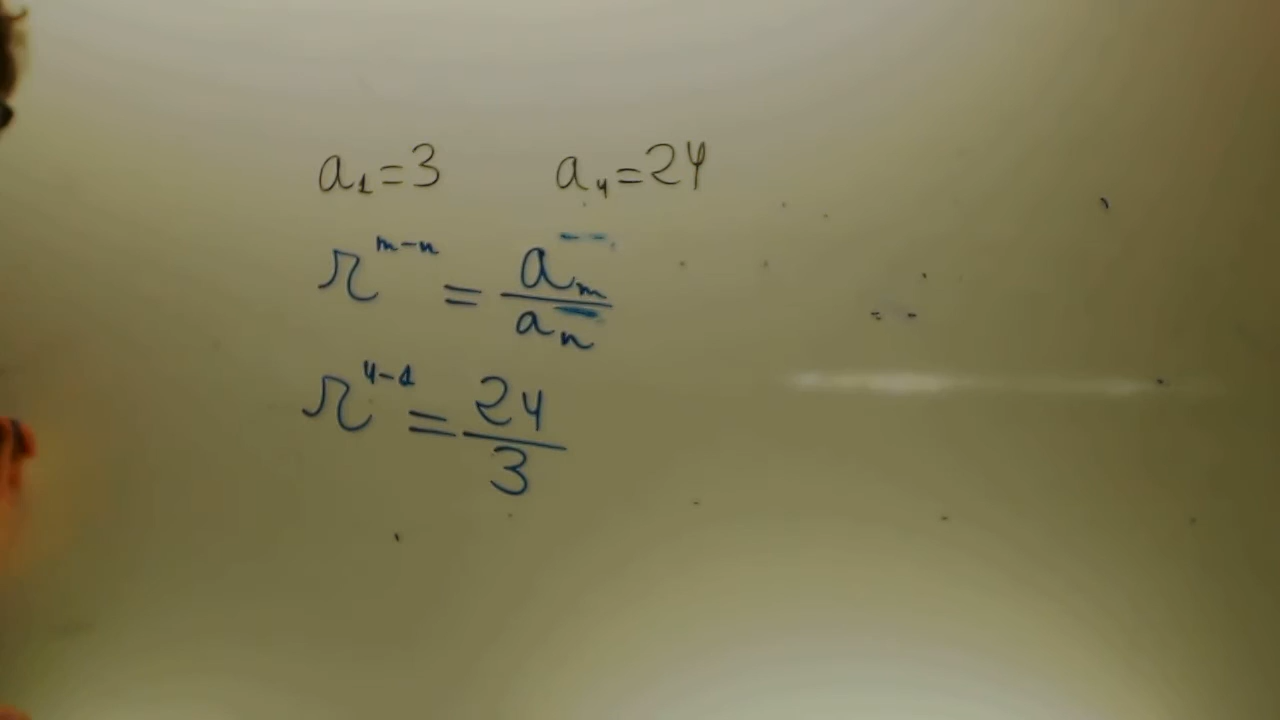 a₁=3 a₄=24
r^{m-n} = a_m/a_n
r^{4-1} = 24/3